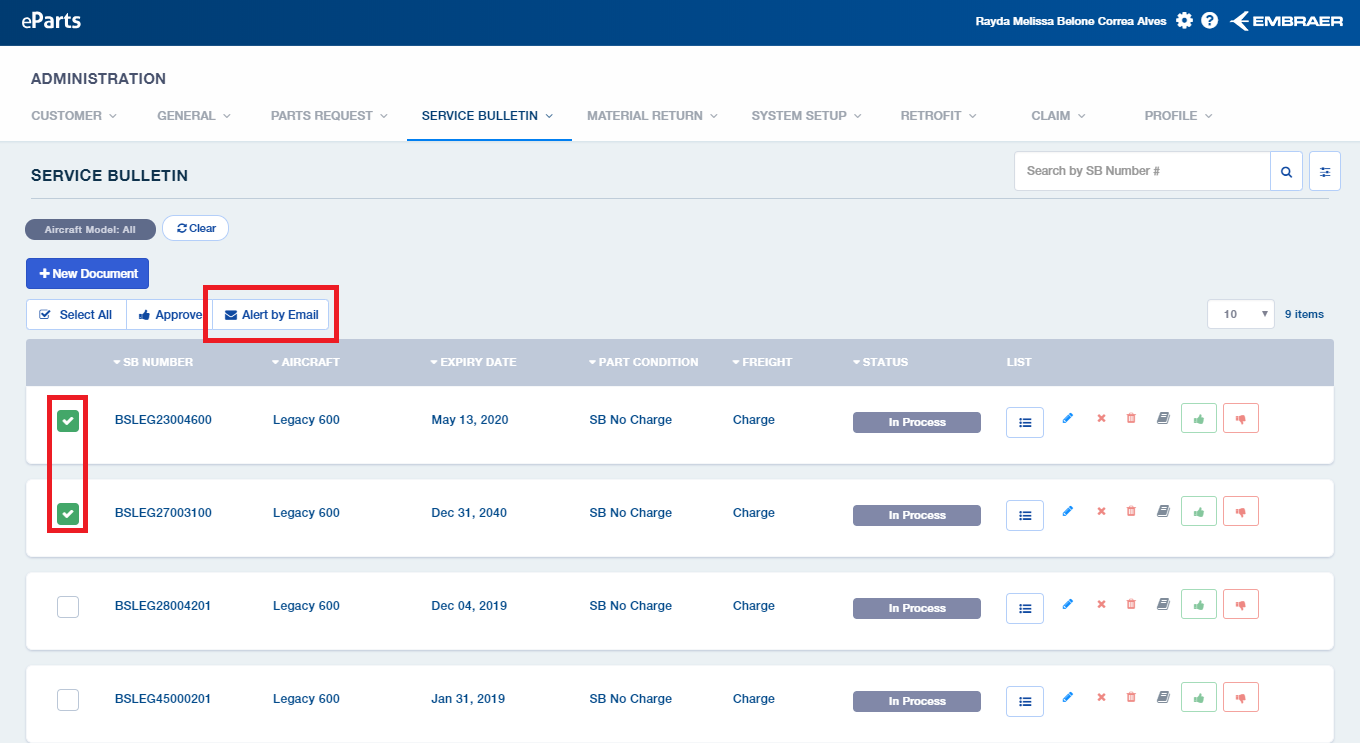 eParts
Rayda Melissa Belone Correa Alves
EMBRAER
ADMINISTRATION
CUSTOMER GENERAL PARTS REQUEST SERVICE BULLETIN MATERIAL RETURN SYSTEM SETUP RETROFIT CLAIM PROFILE
SERVICE BULLETIN
Search by SB Number #
Aircraft Model: All
Clear
New Document
Select All Approve Alert by Email
10 9 items
SB NUMBER AIRCRAFT EXPIRY DATE PART CONDITION FREIGHT STATUS LIST
BSLEG23004600 Legacy 600 May 13, 2020 SB No Charge Charge In Process
BSLEG27003100 Legacy 600 Dec 31, 2040 SB No Charge Charge In Process
BSLEG28004201 Legacy 600 Dec 04, 2019 SB No Charge Charge In Process
BSLEG45000201 Legacy 600 Jan 31, 2019 SB No Charge Charge In Process